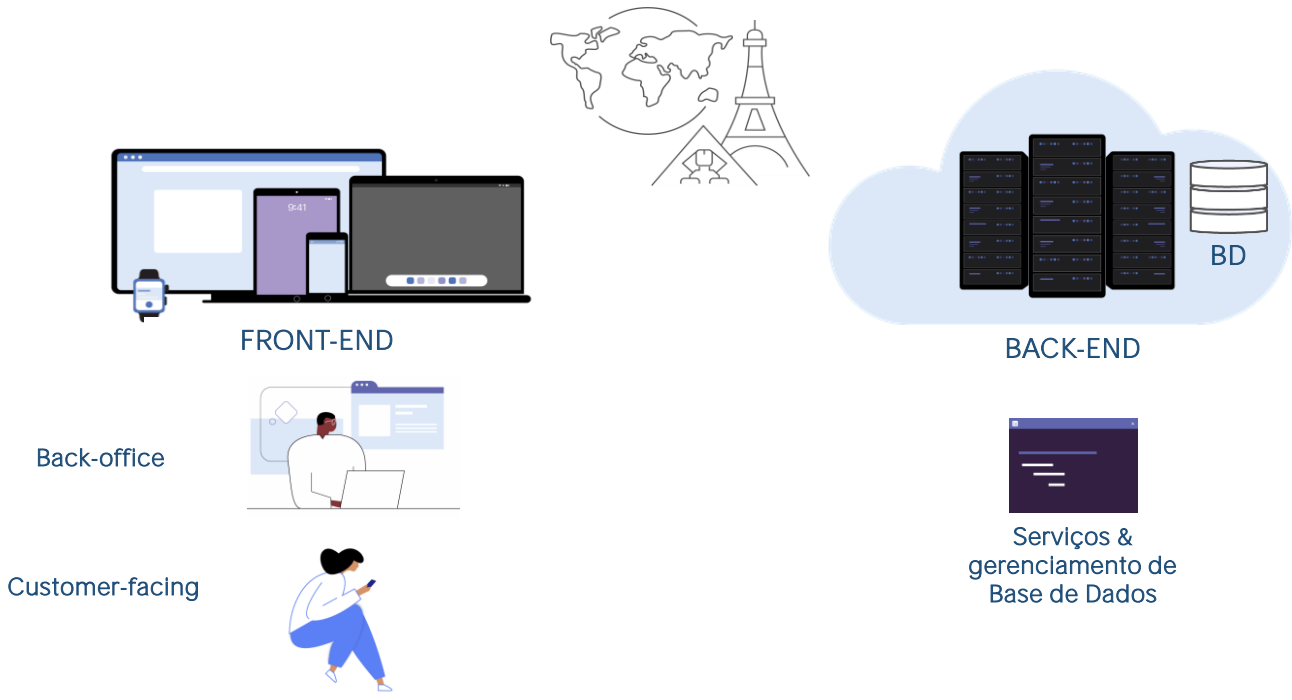 9:41
FRONT-END
BD
BACK-END
Back-office
Customer-facing
Serviços &
gerenciamento de
Base de Dados